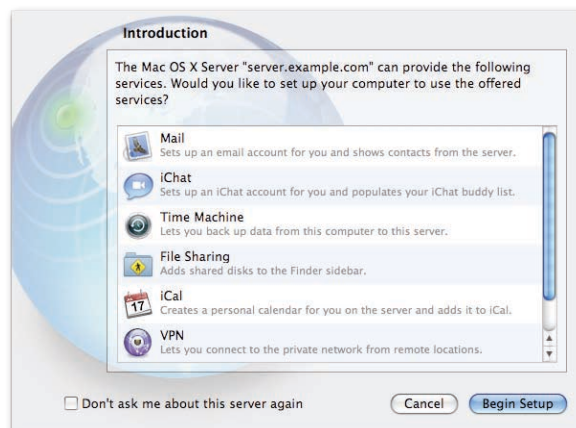 Introduction
The Mac OS X Server "server.example.com" can provide the following
services. Would you like to set up your computer to use the offered
services?
Mail
Sets up an email account for you and shows contacts from the server.
iChat
Sets up an iChat account for you and populates your iChat buddy list.
Time Machine
Lets you back up data from this computer to this server.
File Sharing
Adds shared disks to the Finder sidebar.
17
iCal
Creates a personal calendar for you on the server and adds it to iCal.
VPN
Lets you connect to the private network from remote locations.
Don't ask me about this server again
Cancel
Begin Setup